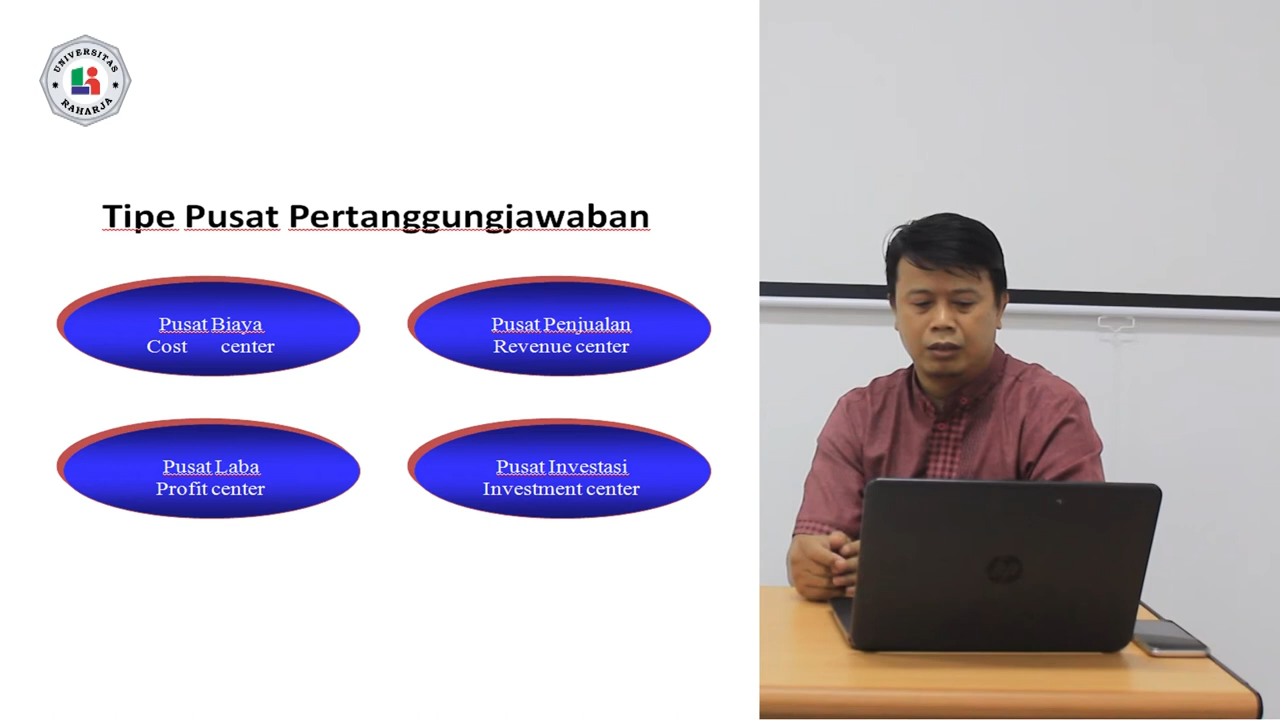 UNIVERSITAS
RAHARJA
Tipe Pusat Pertanggungjawaban
Pusat Biaya
Cost center
Pusat Penjualan
Revenue center
Pusat Laba
Profit center
Pusat Investasi
Investment center
hp